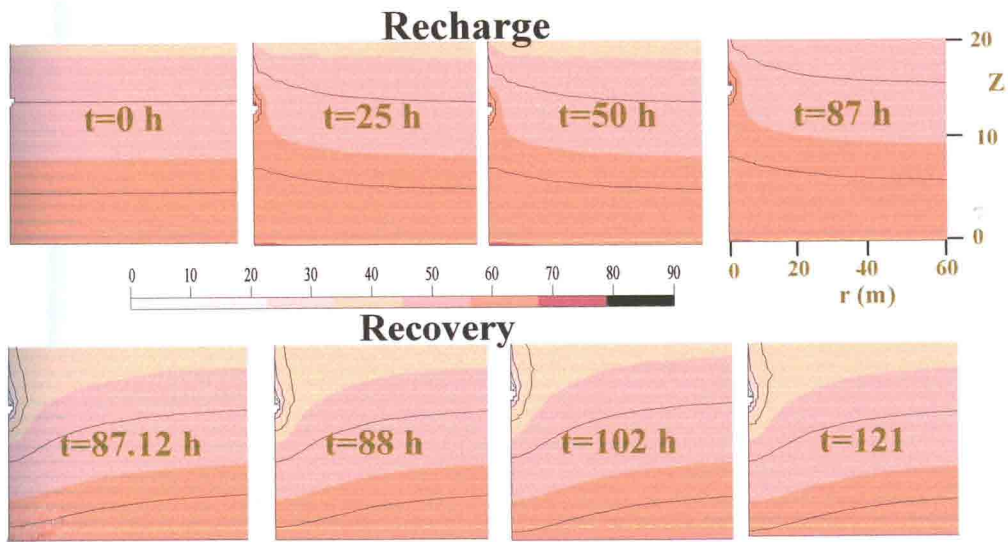 Recharge
t=0 h
t=25 h
t=50 h
t=87 h
20
Z
10
0
0 20 40 60
r (m)
0 10 20 30 40 50 60 70 80 90
Recovery
t=87.12 h
t=88 h
t=102 h
t=121